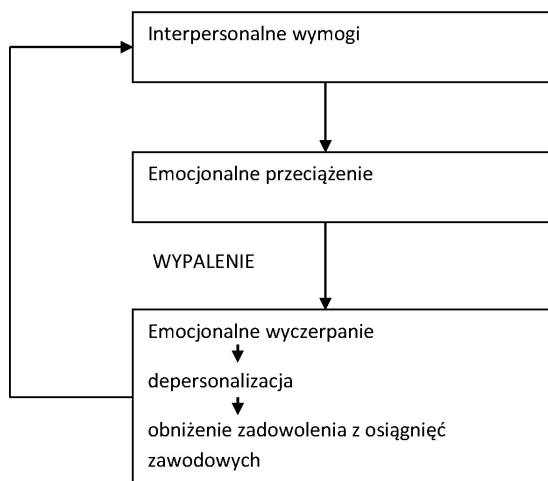 Interpersonalne wymogi
Emocjonalne przeciążenie
WYPALENIE
Emocjonalne wyczerpanie
depersonalizacja
obniżenie zadowolenia z osiągnięć
zawodowych